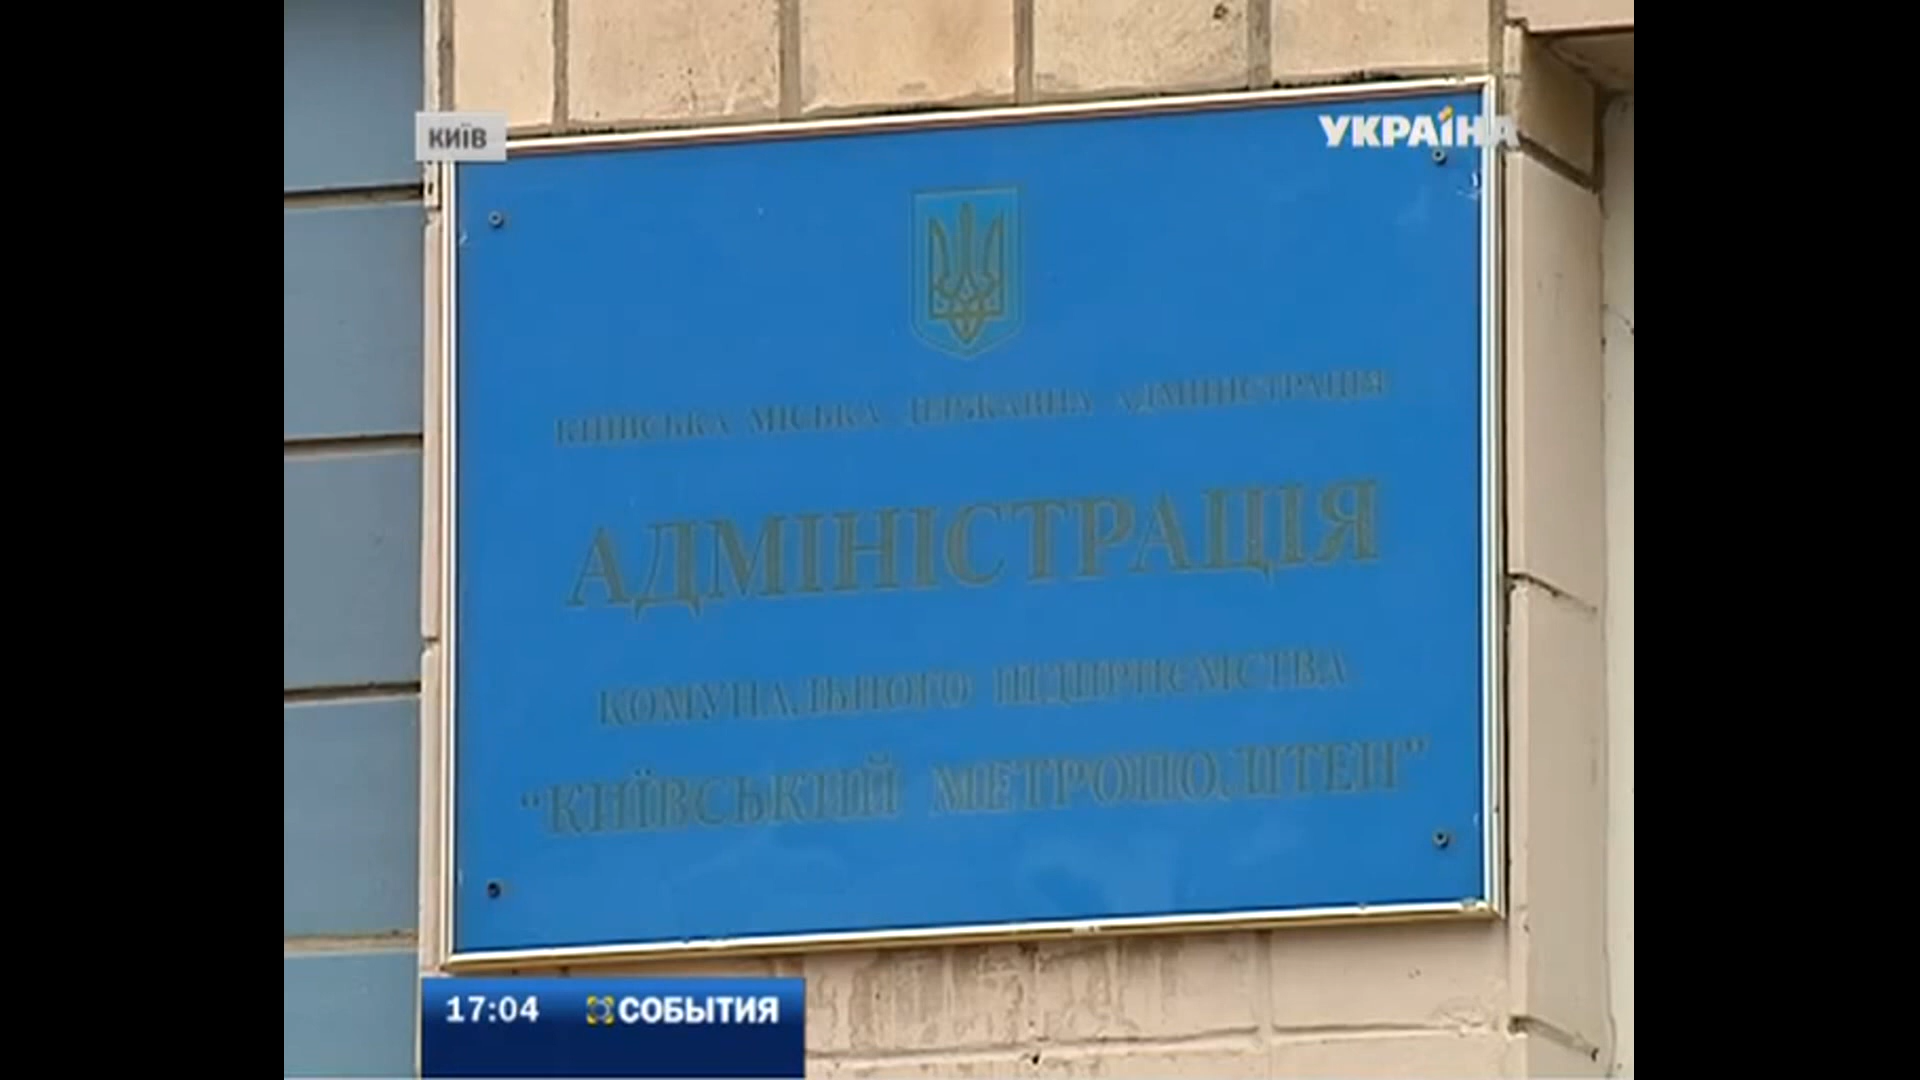 КИЇВ
УКРАЇНА
КИЇВСЬКА МІСЬКА ДЕРЖАВНА АДМІНІСТРАЦІЯ
АДМІНІСТРАЦІЯ
КОМУНАЛЬНОГО ПІДПРИЄМСТВА
"КИЇВСЬКИЙ МЕТРОПОЛІТЕН"
17:04 СОБЫТИЯ